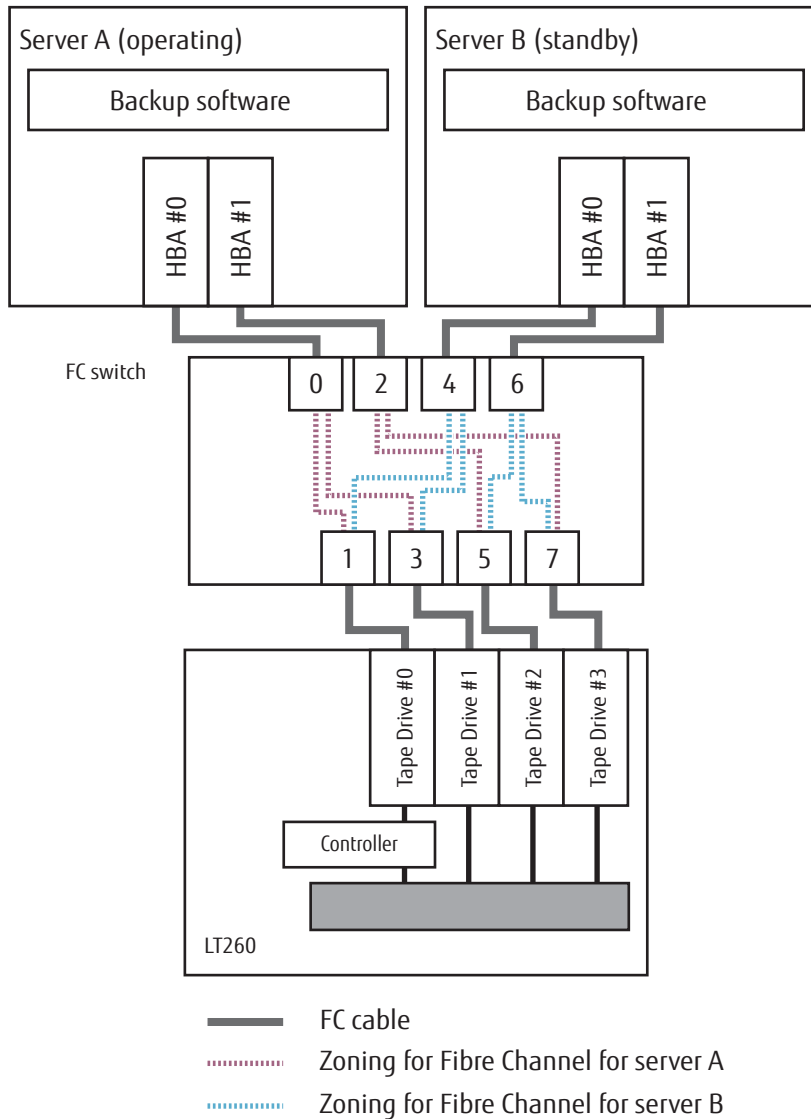 Server A (operating)
Backup software
HBA #0
HBA #1
Server B (standby)
Backup software
HBA #0
HBA #1
FC switch
0
2
4
6
1
3
5
7
Tape Drive #0
Tape Drive #1
Tape Drive #2
Tape Drive #3
Controller
LT260
FC cable
Zoning for Fibre Channel for server A
Zoning for Fibre Channel for server B